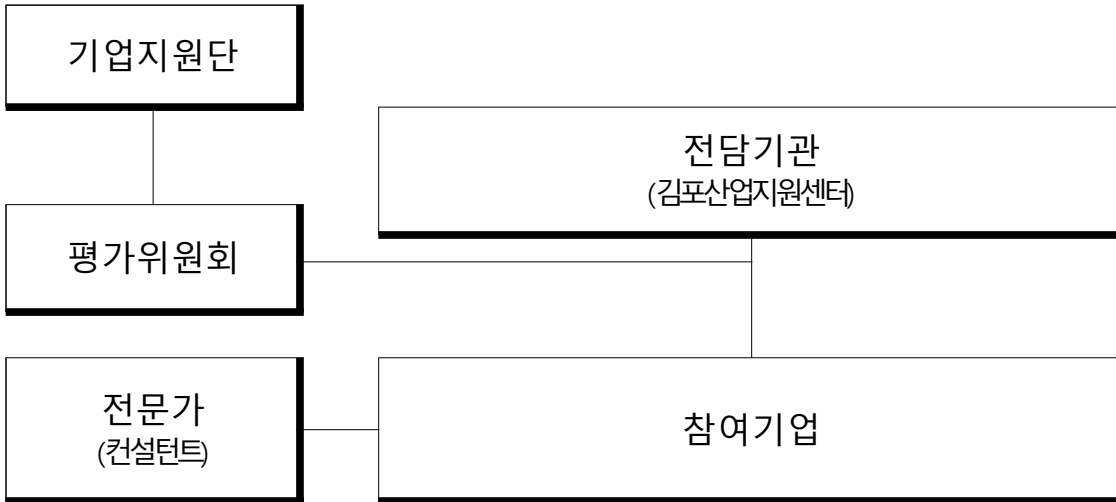 기업지원단
전담기관
(김포산업지원센터)
평가위원회
전문가
(컨설턴트)
참여기업